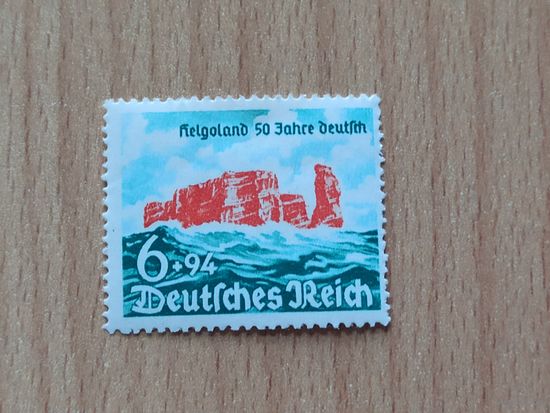 Helgoland 50 Jahre deutsch
6+94
Deutsches Reich